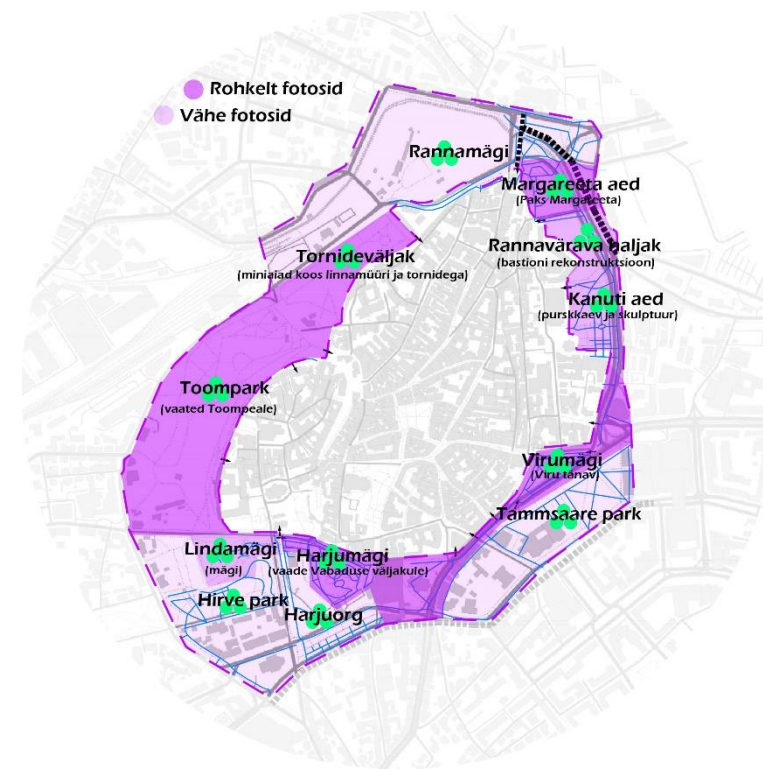 Rohkelt fotosid
Vähe fotosid
Rannamägi
Margareeta aed
(Paks Margareeta)
Rannavärava haljak
(bastioni rekonstruktsioon)
Tornideväljak
(miniaiad koos linnamüüri ja tornidega)
Kanuti aed
(purskkaev ja skulptuur)
Toompark
(vaated Toompeale)
Virumägi
(Viru tänav)
Tammsaare park
Lindamägi
(mägi)
Harjumägi
(vaade Vabaduse väljakule)
Hirve park
Harjuorg